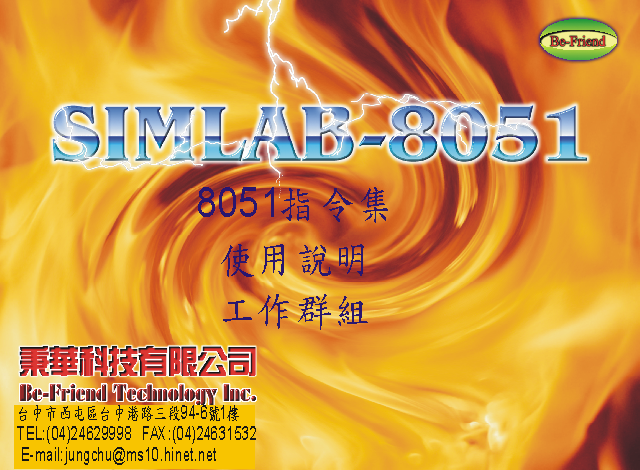 Be-Friend
SIMLAB-8051
8051指令集
使用說明
工作群組
秉華科技有限公司
Be-Friend Technology Inc.
台中市西屯區台中港路三段94-6號1樓
TEL:(04)24629998 FAX:(04)24631532
E-mail:jungchu@ms10.hinet.net